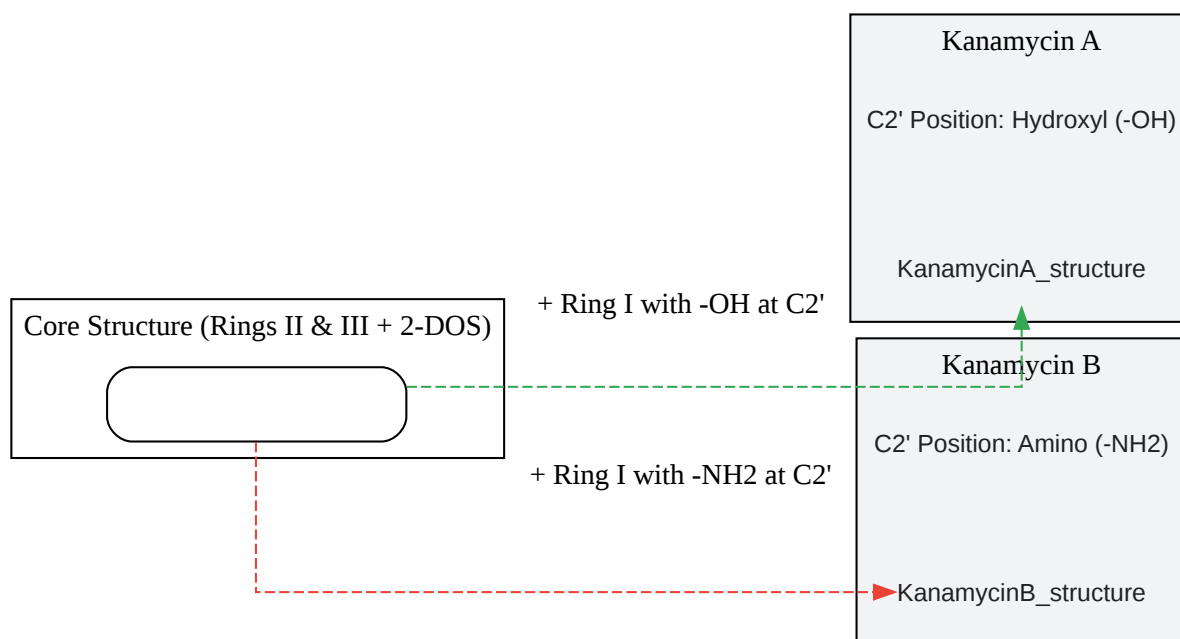 Kanamycin A
C2' Position: Hydroxyl (-OH)
KanamycinA_structure
+ Ring I with -OH at C2'
Core Structure (Rings II & III + 2-DOS)
Kanamycin B
C2' Position: Amino (-NH2)
+ Ring I with -NH2 at C2'
KanamycinB_structure